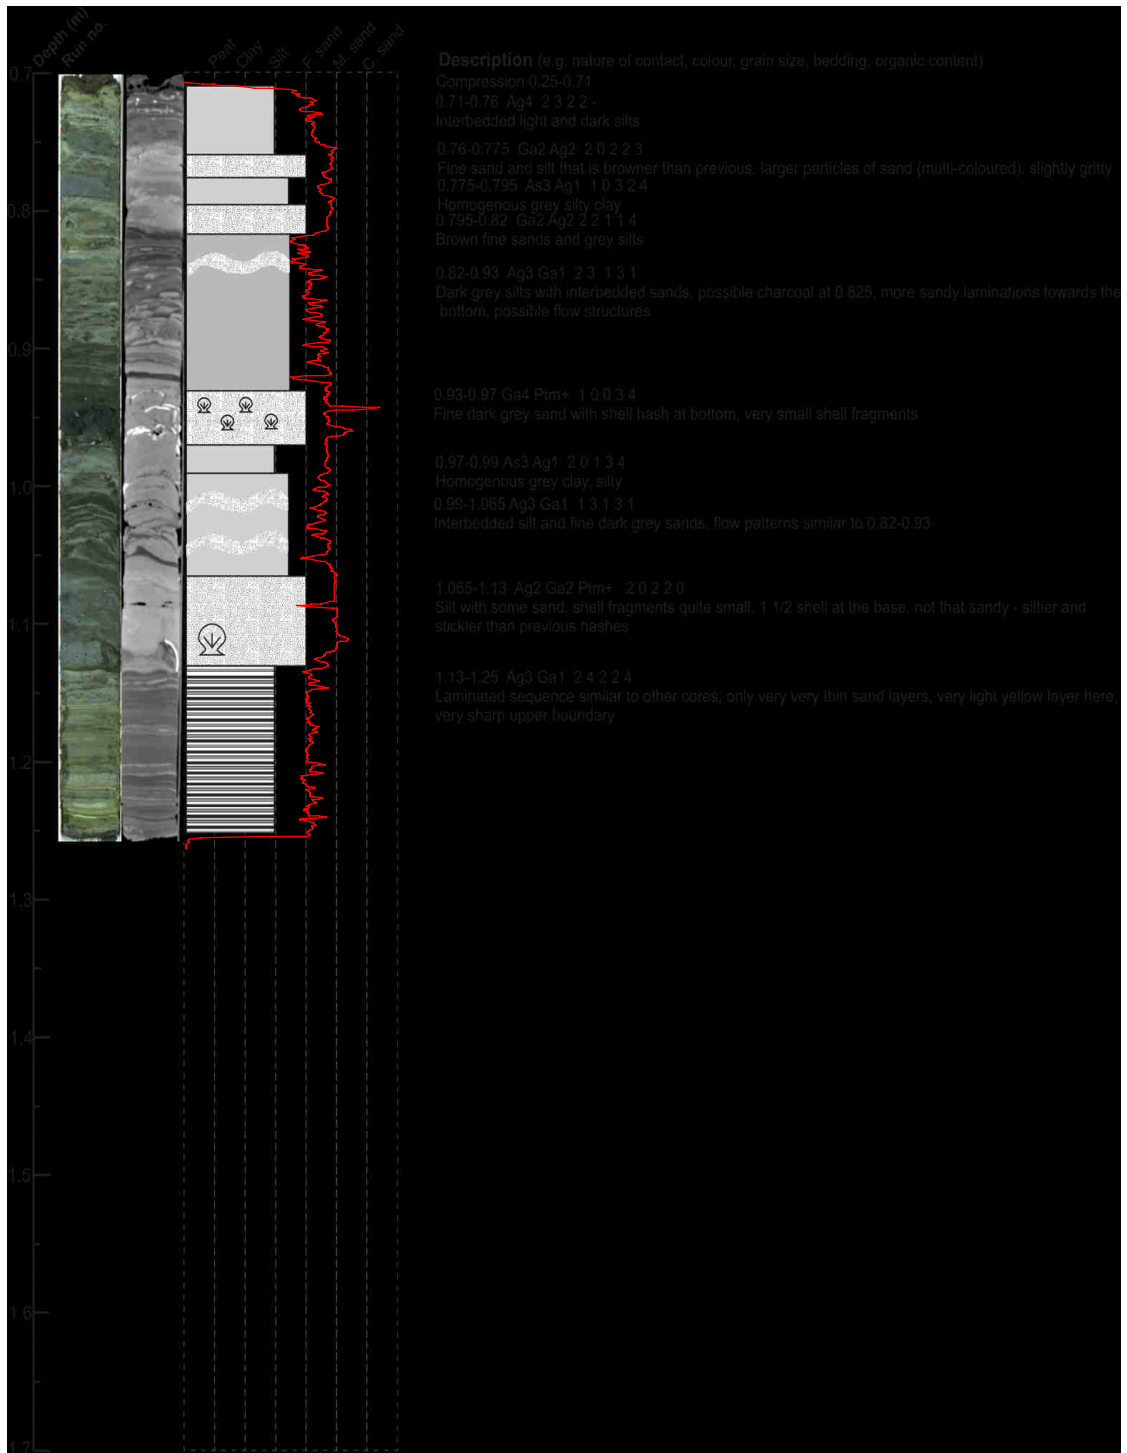 Depth (m)
Run no.
Peat
Clay
Silt
F. sand
M. sand
C. sand
Description (e.g. nature of contact, colour, grain size, bedding, organic content)
Compression 0.25-0.71
0.71-0.76 Ag4 2 3 2 2 -
Interbedded light and dark silts
0.76-0.775 Ga2 Ag2 2 0 2 2 3
Fine sand and silt that is browner than previous, larger particles of sand (multi-coloured), slightly gritty
0.775-0.795 As3 Ag1 1 0 3 2 4
Homogenous grey silty clay
0.795-0.82 Ga2 Ag2 2 2 1 1.4
Brown fine sands and grey silts
0.82-0.93 Ag3 Ga1 2 3 1 3 1
Dark grey silts with interbedded sands, possible charcoal at 0.825, more sandy laminations towards the
bottom, possible flow structures
0.93-0.97 Ga4 Ptm+ 1 0 0 3 4
Fine dark grey sand with shell hash at bottom, very small shell fragments
0.97-0.99 As3 Ag1 2 0 1 3 4
Homogenous grey clay, silty
0.99-1.065 Ag3 Ga1 1 3 1 3 1
Interbedded silt and fine dark grey sands, flow patterns similar to 0.82-0.93
1.065-1.13 Ag2 Ga2 Ptm+ 2 0 2 2 0
Silt with some sand, shell fragments quite small, 1 1/2 shell at the base, not that sandy - siltier and
stickier than previous hashes
1.13-1.25 Ag3 Ga1 2 4 2 2 4
Laminated sequence similar to other cores, only very very thin sand layers, very light yellow layer here,
very sharp upper boundary
0.7
0.8
0.9
1.0
1.1
1.2
1.3
1.4
1.5
1.6
1.7